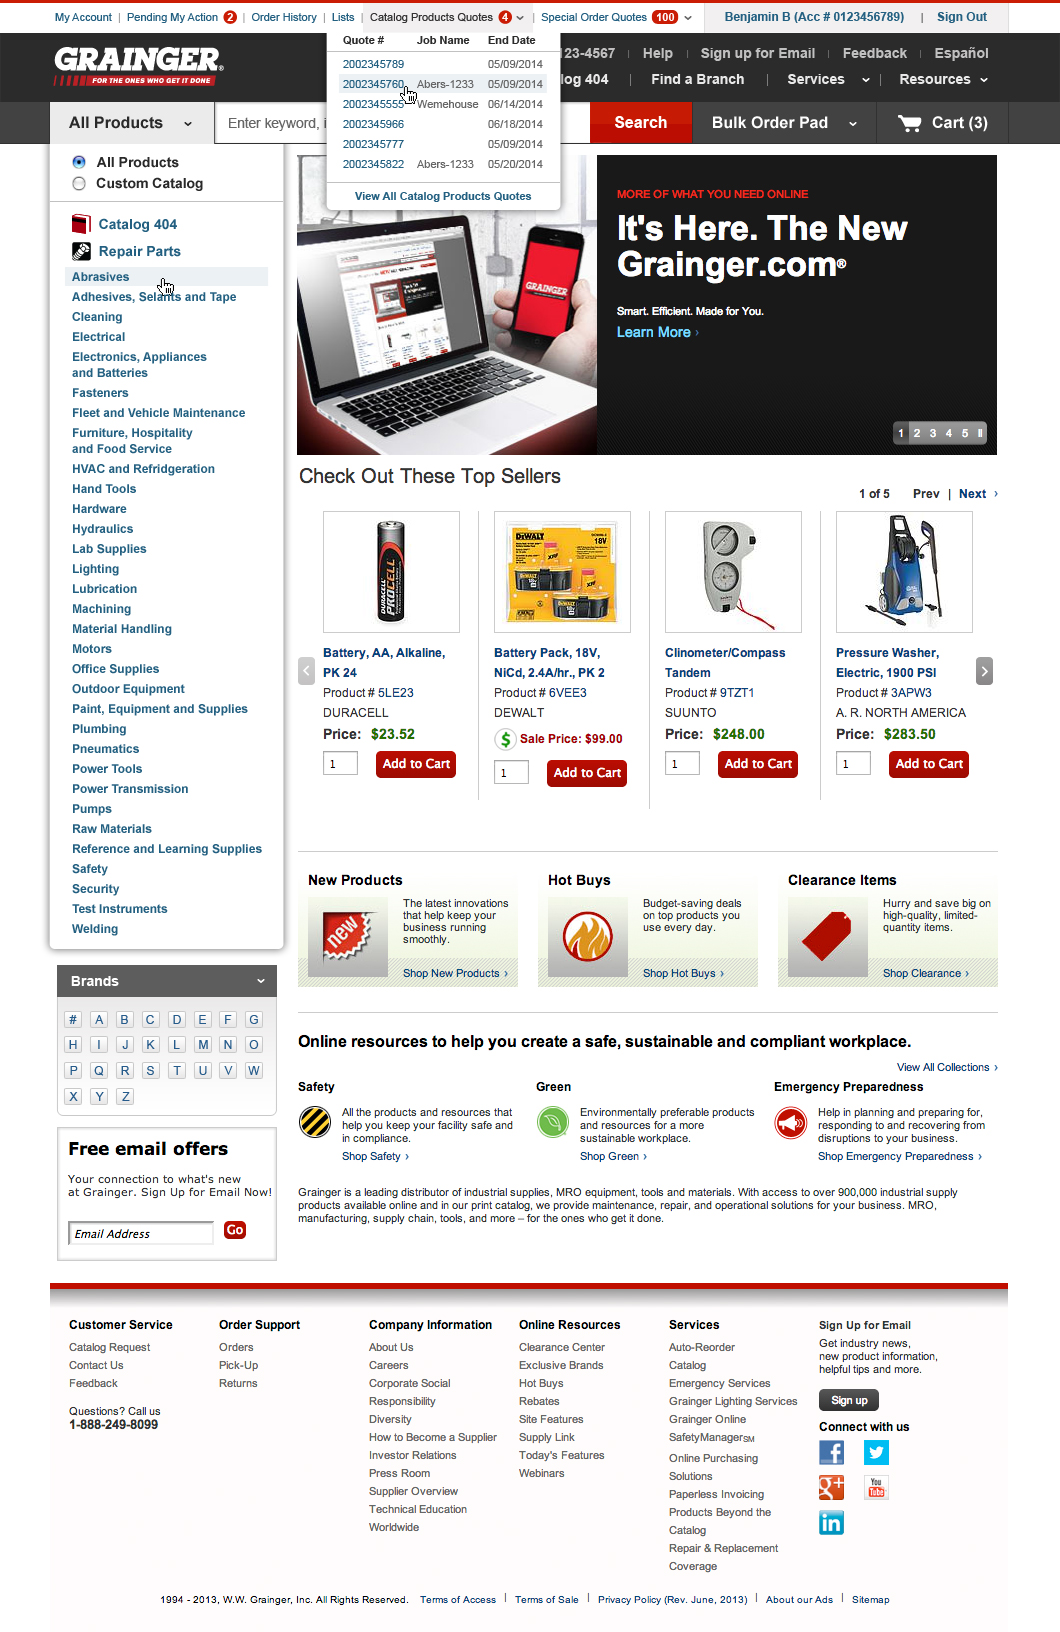 My Account | Pending My Action 2 | Order History | Lists | Catalog Products Quotes 4 | Special Order Quotes 100
Benjamin B (Acc # 0123456789) | Sign Out
Quote # Job Name End Date
2002345789 05/09/2014
2002345760 Abers-1233 05/09/2014
2002345555 Wemehouse 06/14/2014
2002345966 06/18/2014
2002345777 05/09/2014
2002345822 Abers-1233 05/20/2014
View All Catalog Products Quotes
GRAINGER
FOR THE ONES WHO GET IT DONE
23-4567 | Help | Sign up for Email | Feedback | Español
log 404 | Find a Branch | Services | Resources
All Products
Enter keyword, i
Search
Bulk Order Pad
Cart (3)
All Products
Custom Catalog
Catalog 404
Repair Parts
Abrasives
Adhesives, Selants and Tape
Cleaning
Electrical
Electronics, Appliances
and Batteries
Fasteners
Fleet and Vehicle Maintenance
Furniture, Hospitality
and Food Service
HVAC and Refridgeration
Hand Tools
Hardware
Hydraulics
Lab Supplies
Lighting
Lubrication
Machining
Material Handling
Motors
Office Supplies
Outdoor Equipment
Paint, Equipment and Supplies
Plumbing
Pneumatics
Power Tools
Power Transmission
Pumps
Raw Materials
Reference and Learning Supplies
Safety
Security
Test Instruments
Welding
Brands
# A B C D E F G
H I J K L M N O
P Q R S T U V W
X Y Z
Free email offers
Your connection to what's new
at Grainger. Sign Up for Email Now!
Email Address
Go
GRAINGER
MORE OF WHAT YOU NEED ONLINE
It's Here. The New
Grainger.com®
Smart. Efficient. Made for You.
Learn More ›
1 2 3 4 5 II
Check Out These Top Sellers
1 of 5 Prev | Next ›
DURACELL
PROCELL
Battery, AA, Alkaline,
PK 24
Product # 5LE23
DURACELL
Price: $23.52
1
Add to Cart
DEWALT
18V
XRP
XRP
Battery Pack, 18V,
NiCd, 2.4A/hr., PK 2
Product # 6VEE3
DEWALT
$ Sale Price: $99.00
1
Add to Cart
Clinometer/Compass
Tandem
Product # 9TZT1
SUUNTO
Price: $248.00
1
Add to Cart
Pressure Washer,
Electric, 1900 PSI
Product # 3APW3
A. R. NORTH AMERICA
Price: $283.50
1
Add to Cart
New Products
new
The latest innovations
that help keep your
business running
smoothly.
Shop New Products ›
Hot Buys
Budget-saving deals
on top products you
use every day.
Shop Hot Buys ›
Clearance Items
Hurry and save big on
high-quality, limited-
quantity items.
Shop Clearance ›
Online resources to help you create a safe, sustainable and compliant workplace.
View All Collections ›
Safety
All the products and resources that
help you keep your facility safe and
in compliance.
Shop Safety ›
Green
Environmentally preferable products
and resources for a more
sustainable workplace.
Shop Green ›
Emergency Preparedness
Help in planning and preparing for,
responding to and recovering from
disruptions to your business.
Shop Emergency Preparedness ›
Grainger is a leading distributor of industrial supplies, MRO equipment, tools and materials. With access to over 900,000 industrial supply
products available online and in our print catalog, we provide maintenance, repair, and operational solutions for your business. MRO,
manufacturing, supply chain, tools, and more – for the ones who get it done.
Customer Service
Catalog Request
Contact Us
Feedback
Questions? Call us
1-888-249-8099
Order Support
Orders
Pick-Up
Returns
Company Information
About Us
Careers
Corporate Social
Responsibility
Diversity
How to Become a Supplier
Investor Relations
Press Room
Supplier Overview
Technical Education
Worldwide
Online Resources
Clearance Center
Exclusive Brands
Hot Buys
Rebates
Site Features
Supply Link
Today's Features
Webinars
Services
Auto-Reorder
Catalog
Emergency Services
Grainger Lighting Services
Grainger Online
SafetyManagerSM
Online Purchasing
Solutions
Paperless Invoicing
Products Beyond the
Catalog
Repair & Replacement
Coverage
Sign Up for Email
Get industry news,
new product information,
helpful tips and more.
Sign up
Connect with us
f
g+
You
Tube
in
1994 - 2013, W.W. Grainger, Inc. All Rights Reserved. Terms of Access | Terms of Sale | Privacy Policy (Rev. June, 2013) | About our Ads | Sitemap